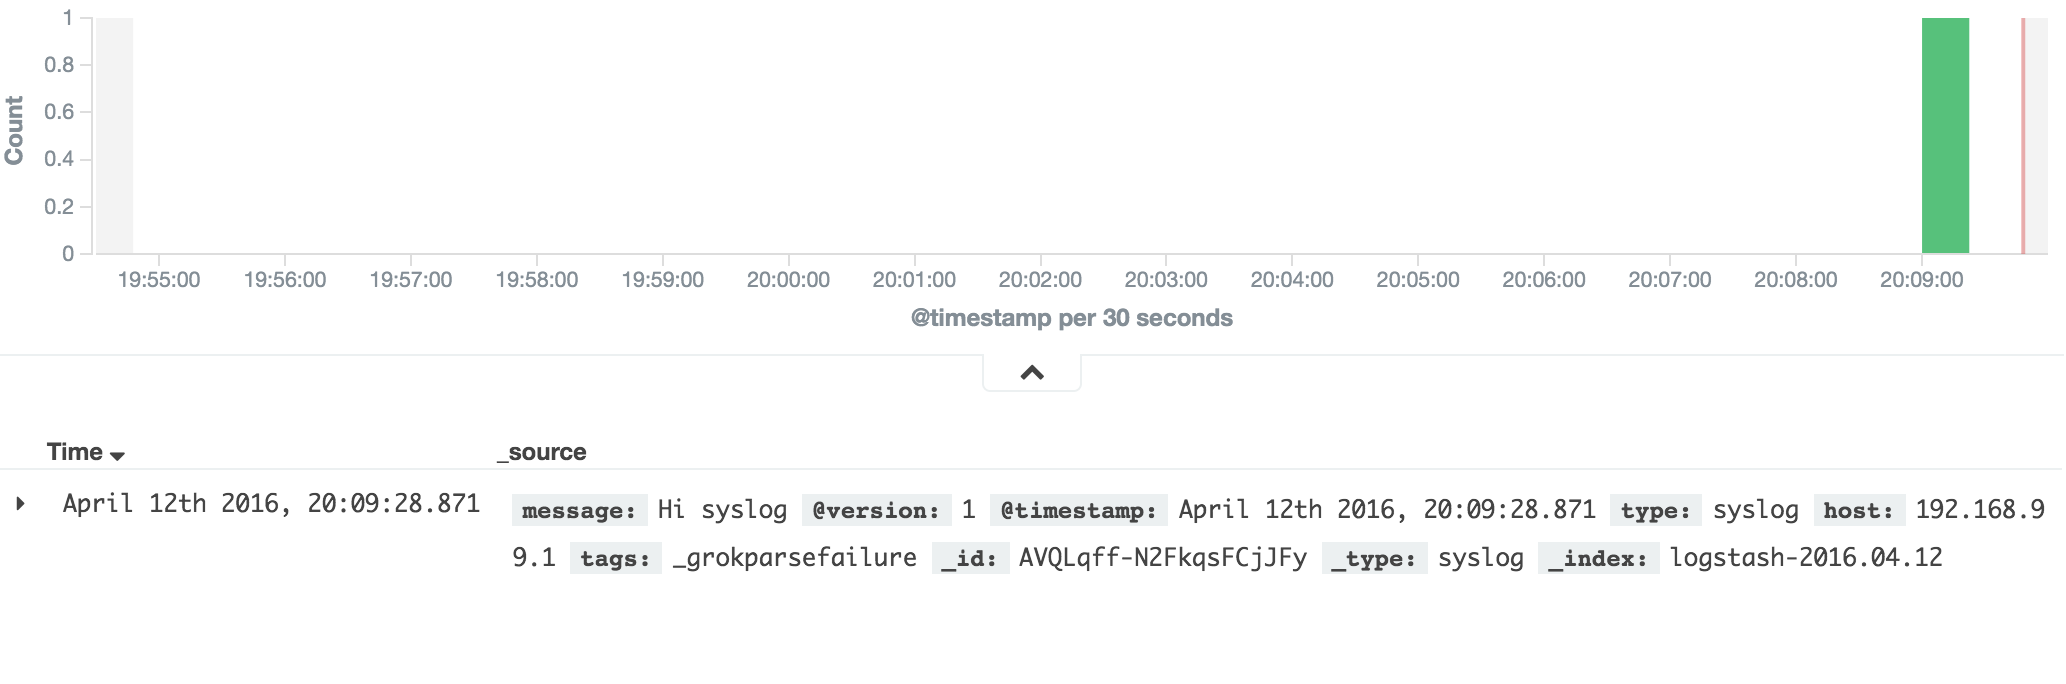 1
0.8
0.6
0.4
0.2
0
Count
19:55:00 19:56:00 19:57:00 19:58:00 19:59:00 20:00:00 20:01:00 20:02:00 20:03:00 20:04:00 20:05:00 20:06:00 20:07:00 20:08:00 20:09:00
@timestamp per 30 seconds
Time _source
April 12th 2016, 20:09:28.871 message: Hi syslog @version: 1 @timestamp: April 12th 2016, 20:09:28.871 type: syslog host: 192.168.9
9.1 tags: _grokparsefailure _id: AVQLqff-N2FkqsFCjJFy _type: syslog _index: logstash-2016.04.12